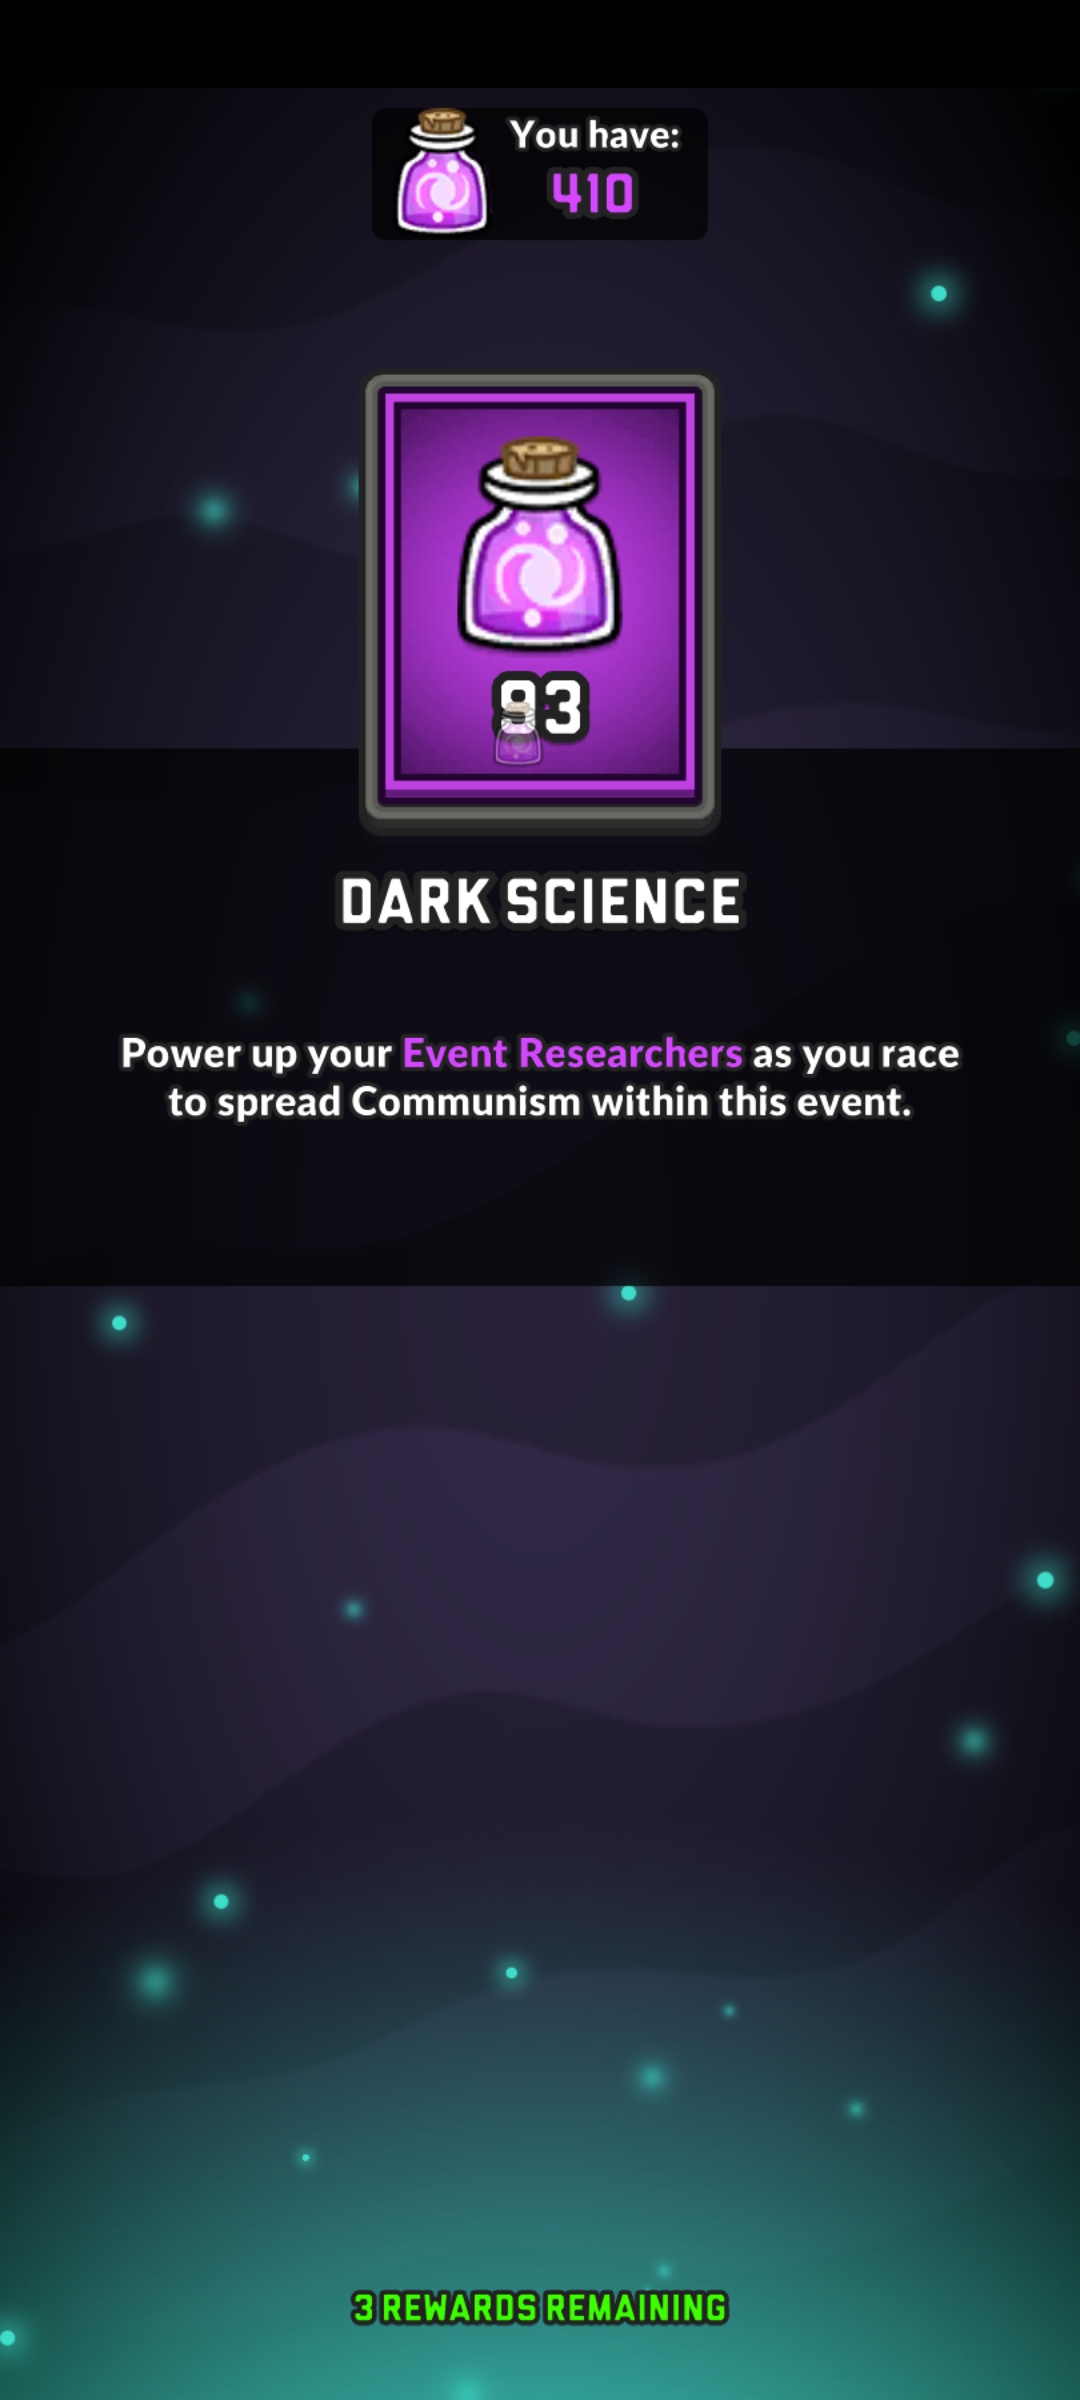 You have:
410
93
DARK SCIENCE
Power up your Event Researchers as you race
to spread Communism within this event.
3 REWARDS REMAINING